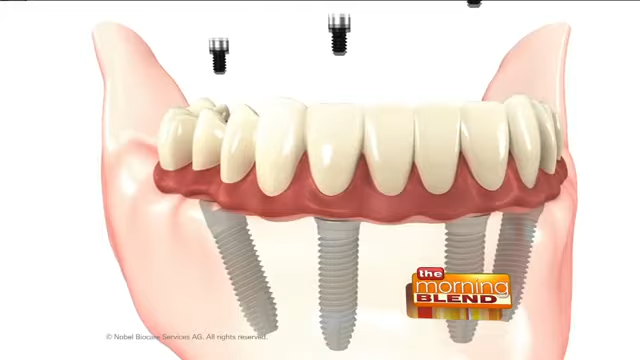 the
morning
BLEND
© Nobel Biocare Services AG. All rights reserved.